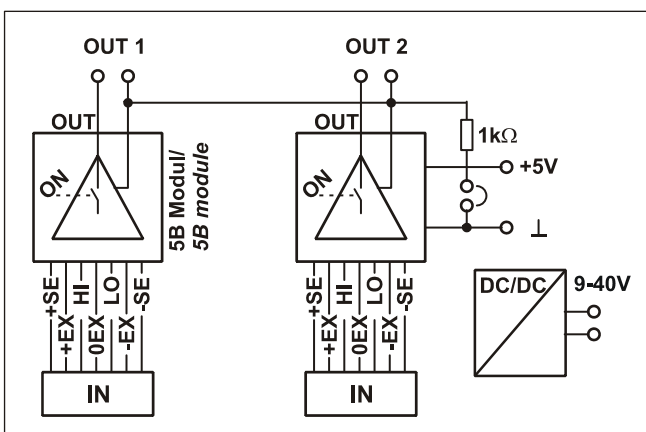 OUT 1
OUT 2
OUT
OUT
1kΩ
+5V
ON
ON
5B Modul/
5B module
⊥
+SE
+EX
HI
0EX
LO
-EX
-SE
+SE
+EX
HI
0EX
LO
-EX
-SE
DC/DC
9-40V
IN
IN